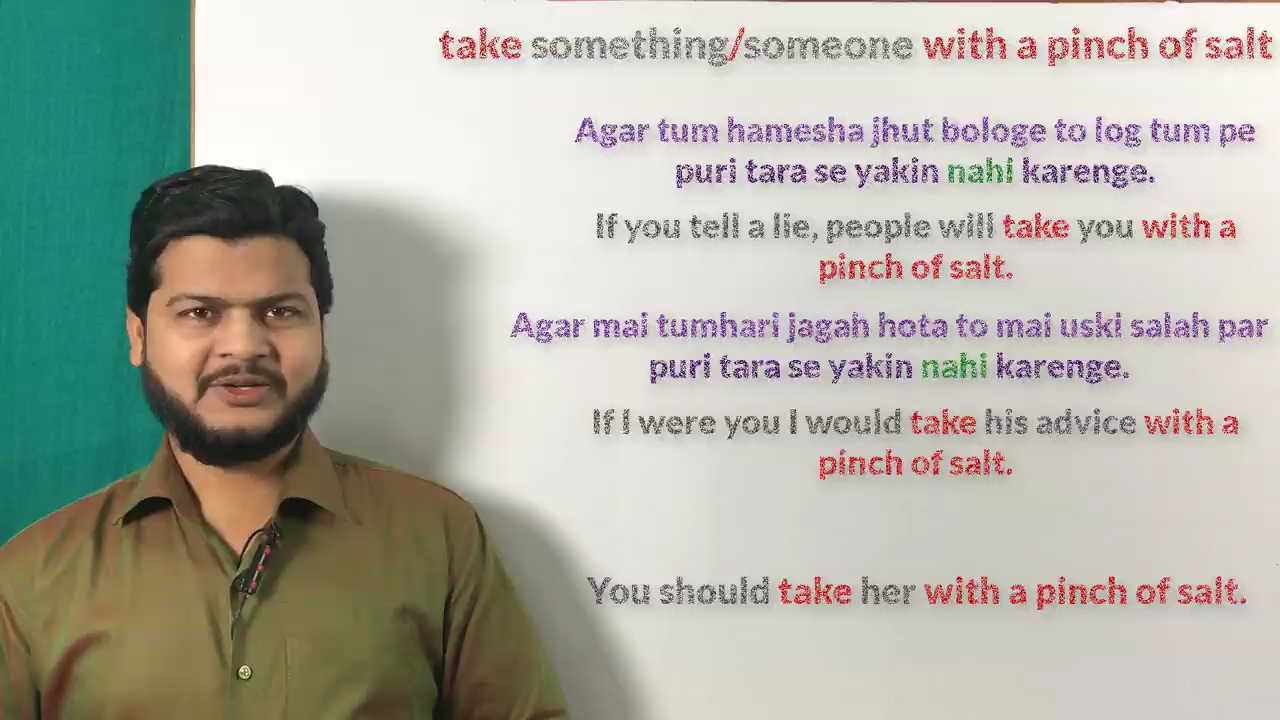 take something/someone with a pinch of salt
Agar tum hamesha jhut bologe to log tum pe
puri tara se yakin nahi karenge.
If you tell a lie, people will take you with a
pinch of salt.
Agar mai tumhari jagah hota to mai uski salah par
puri tara se yakin nahi karenge.
If I were you I would take his advice with a
pinch of salt.
You should take her with a pinch of salt.